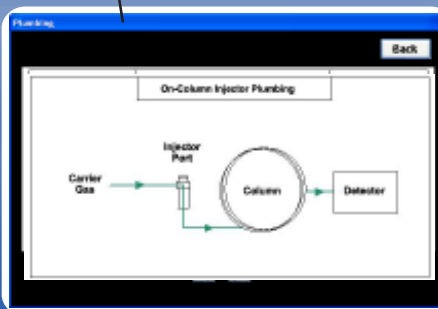 Plumbing
Back
On-Column Injector Plumbing
Injector
Port
Carrier
Gas
Column
Detector